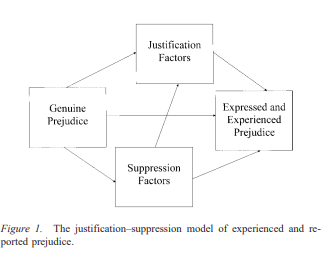 Justification
Factors
Genuine
Prejudice
Expressed and
Experienced
Prejudice
Suppression
Factors
Figure 1. The justification–suppression model of experienced and re-
ported prejudice.